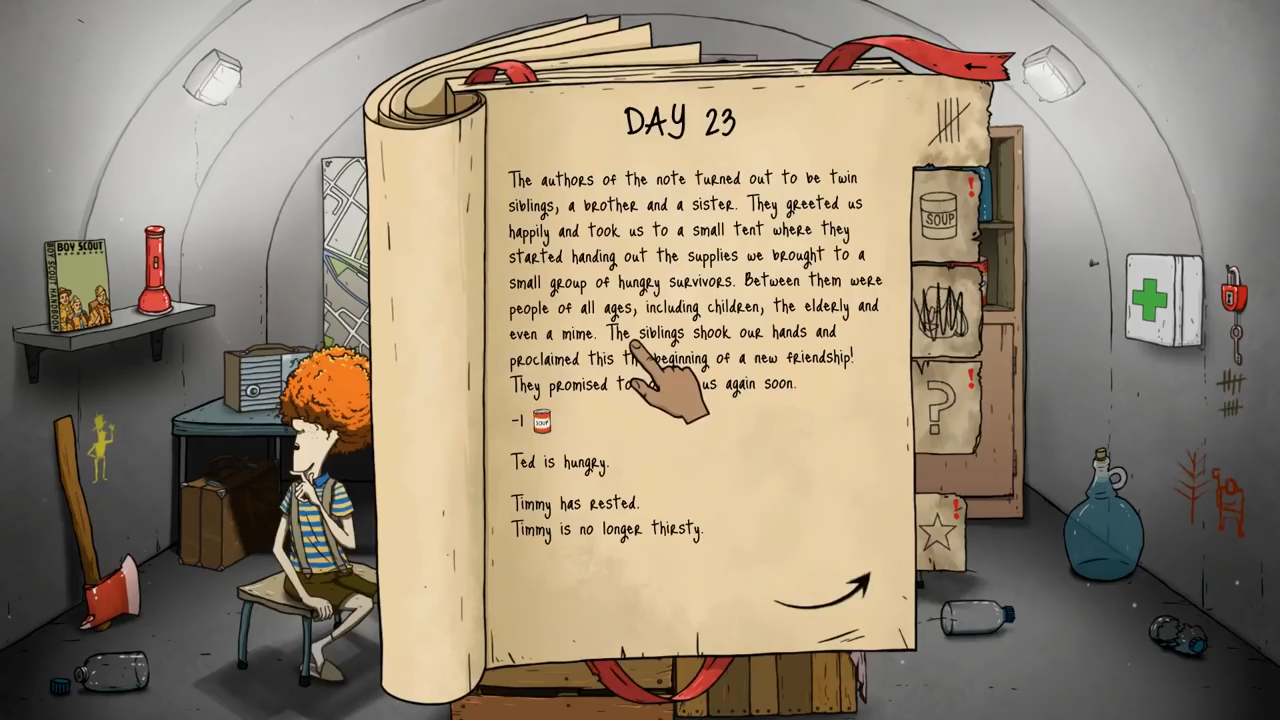 DAY 23
The authors of the note turned out to be twin
siblings, a brother and a sister. They greeted us
happily and took us to a small tent where they
started handing out the supplies we brought to a
small group of hungry survivors. Between them were
people of all ages, including children, the elderly and
even a mime. The siblings shook our hands and
proclaimed this beginning of a new friendship!
They promised us again soon.
-1 SOUP
Ted is hungry.
Timmy has rested.
Timmy is no longer thirsty.
SOUP
!
?
!
!
BOY SCOUT
BOY SCOUT HANDBOOK